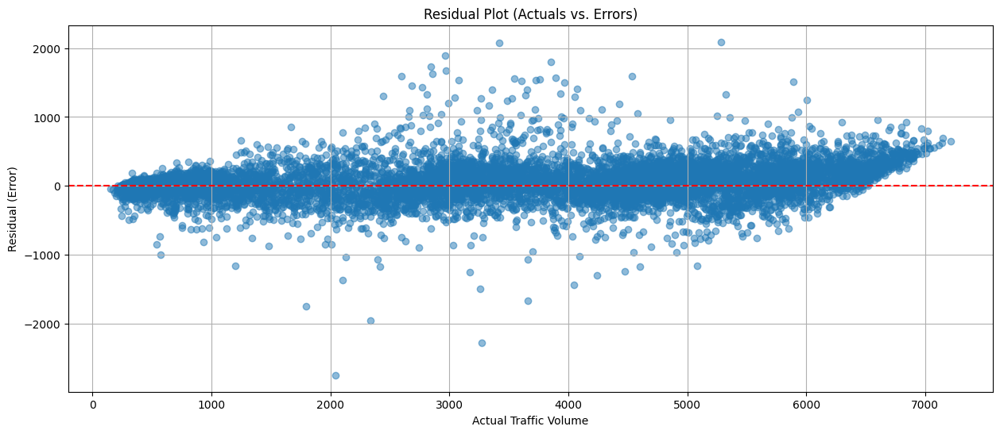 Residual Plot (Actuals vs. Errors)
2000
1000
0
−1000
−2000
Residual (Error)
0 1000 2000 3000 4000 5000 6000 7000
Actual Traffic Volume